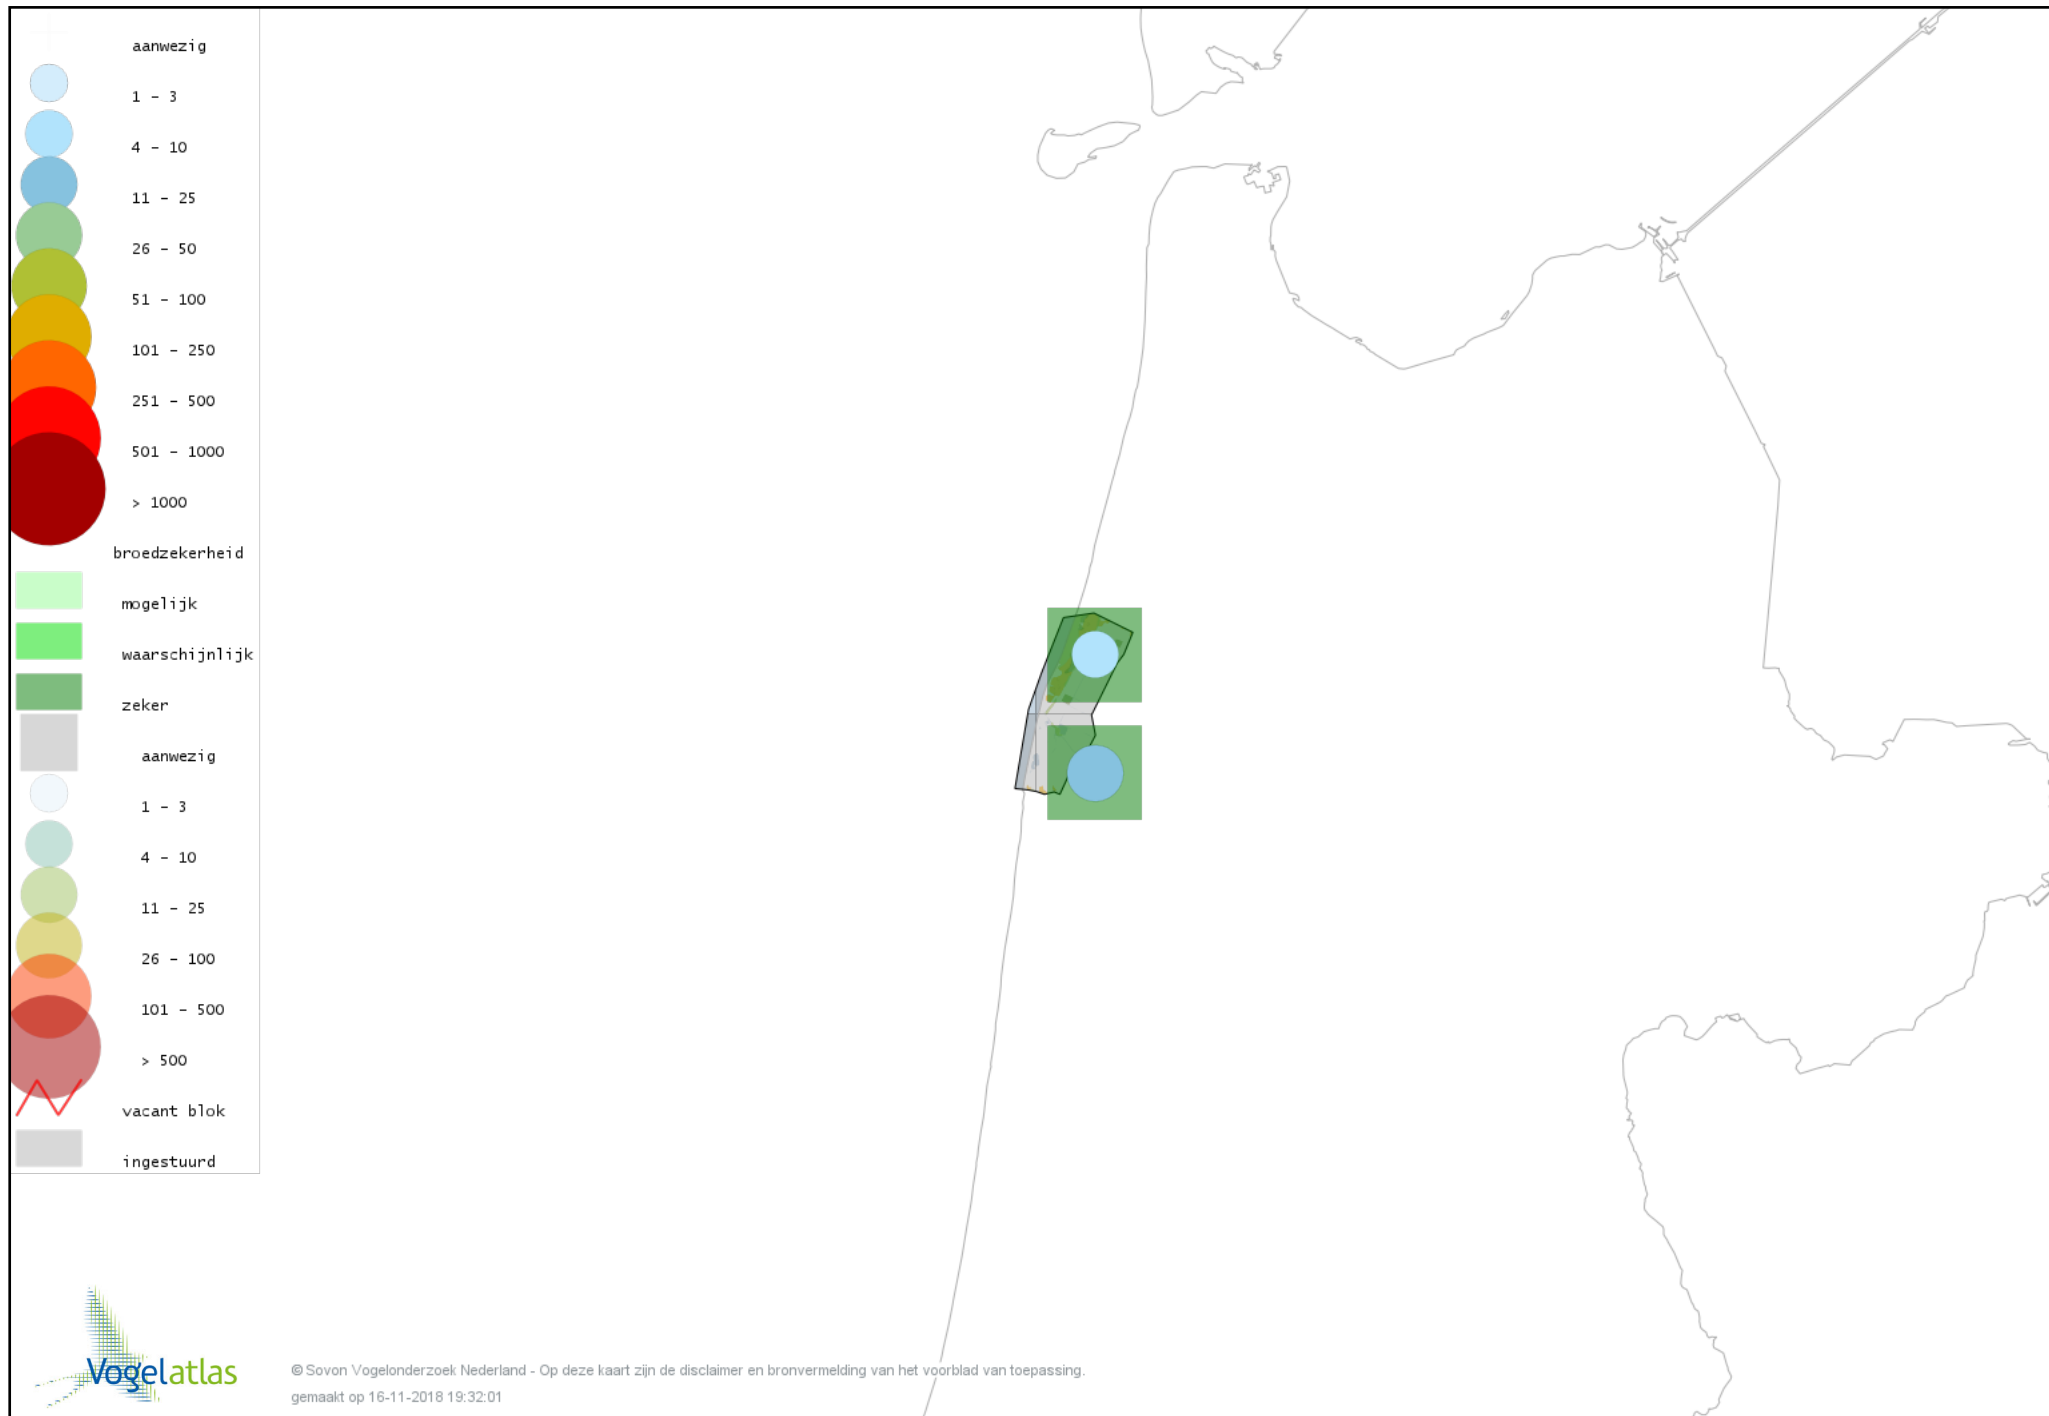 aanwezig
1 - 3
4 - 10
11 - 25
26 - 50
51 - 100
101 - 250
251 - 500
501 - 1000
> 1000
broedzekerheid
mogelijk
waarschijnlijk
zeker
aanwezig
1 - 3
4 - 10
11 - 25
26 - 100
101 - 500
> 500
vacant blok
ingestuurd
Vogelatlas
© Sovon Vogelonderzoek Nederland - Op deze kaart zijn de disclaimer en bronvermelding van het voorblad van toepassing.
gemaakt op 16-11-2018 19:32:01